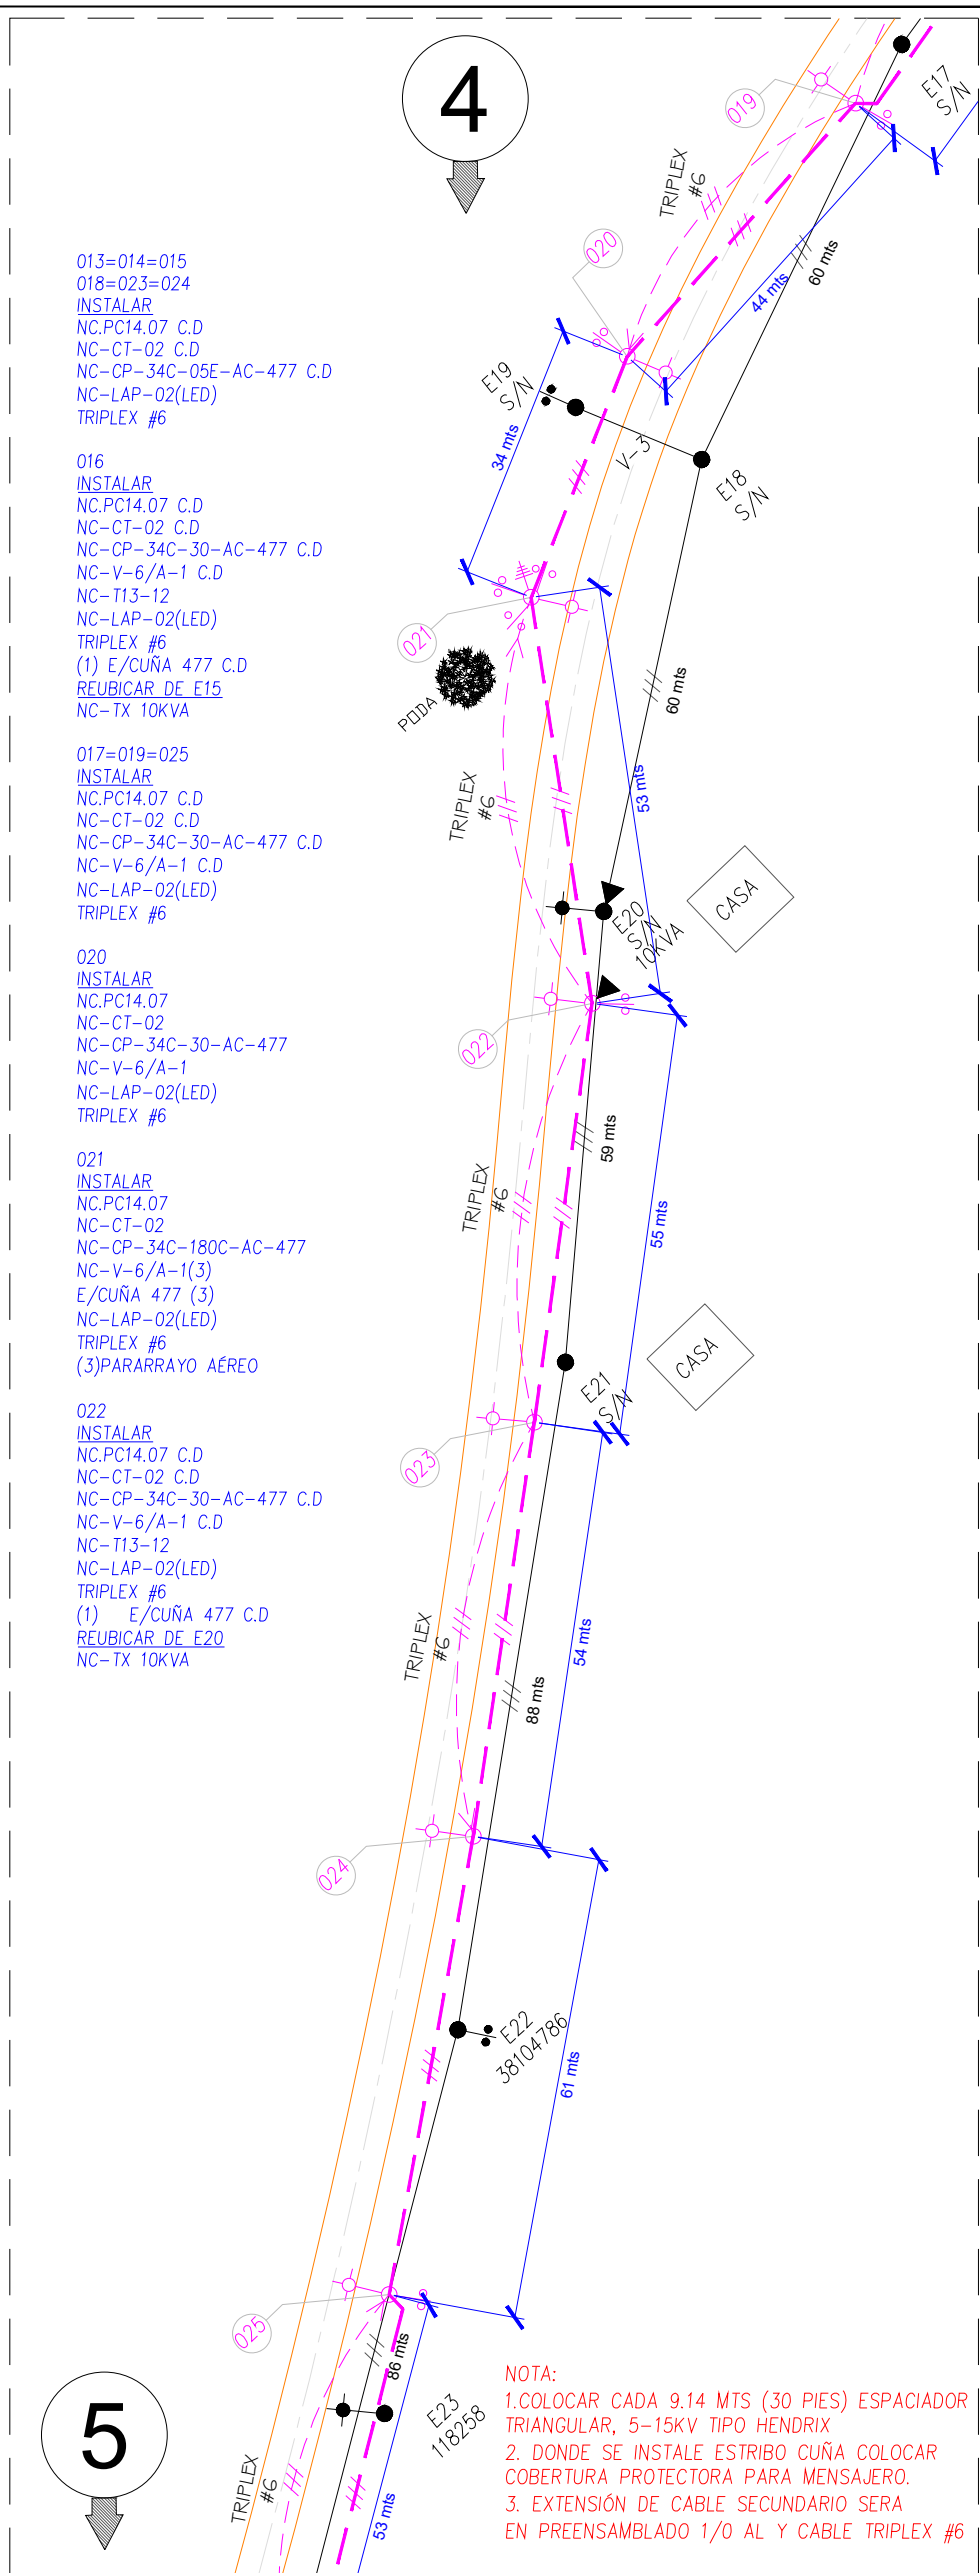 4
013=014=015
018=023=024
INSTALAR
NC.PC14.07 C.D
NC-CT-02 C.D
NC-CP-34C-05E-AC-477 C.D
NC-LAP-02(LED)
TRIPLEX #6
016
INSTALAR
NC.PC14.07 C.D
NC-CT-02 C.D
NC-CP-34C-30-AC-477 C.D
NC-V-6/A-1 C.D
NC-T13-12
NC-LAP-02(LED)
TRIPLEX #6
(1) E/CUÑA 477 C.D
REUBICAR DE E15
NC-TX 10KVA
017=019=025
INSTALAR
NC.PC14.07 C.D
NC-CT-02 C.D
NC-CP-34C-30-AC-477 C.D
NC-V-6/A-1 C.D
NC-LAP-02(LED)
TRIPLEX #6
020
INSTALAR
NC.PC14.07
NC-CT-02
NC-CP-34C-30-AC-477
NC-V-6/A-1
NC-LAP-02(LED)
TRIPLEX #6
021
INSTALAR
NC.PC14.07
NC-CT-02
NC-CP-34C-180C-AC-477
NC-V-6/A-1(3)
E/CUÑA 477 (3)
NC-LAP-02(LED)
TRIPLEX #6
(3)PARARRAYO AÉREO
022
INSTALAR
NC.PC14.07 C.D
NC-CT-02 C.D
NC-CP-34C-30-AC-477 C.D
NC-V-6/A-1 C.D
NC-T13-12
NC-LAP-02(LED)
TRIPLEX #6
(1) E/CUÑA 477 C.D
REUBICAR DE E20
NC-TX 10KVA
E17
S/N
019
TRIPLEX
#6
020
60 mts
44 mts
E19
S/N
34 mts
V-3
E18
S/N
021
PODA
60 mts
53 mts
TRIPLEX
#6
CASA
E20
S/N
10KVA
022
59 mts
TRIPLEX
#6
55 mts
CASA
E21
S/N
023
TRIPLEX
#6
54 mts
88 mts
024
E22
38104786
61 mts
025
86 mts
E23
118258
TRIPLEX
#6
53 mts
5
NOTA:
1.COLOCAR CADA 9.14 MTS (30 PIES) ESPACIADOR
TRIANGULAR, 5-15KV TIPO HENDRIX
2. DONDE SE INSTALE ESTRIBO CUÑA COLOCAR
COBERTURA PROTECTORA PARA MENSAJERO.
3. EXTENSIÓN DE CABLE SECUNDARIO SERA
EN PREENSAMBLADO 1/0 AL Y CABLE TRIPLEX #6